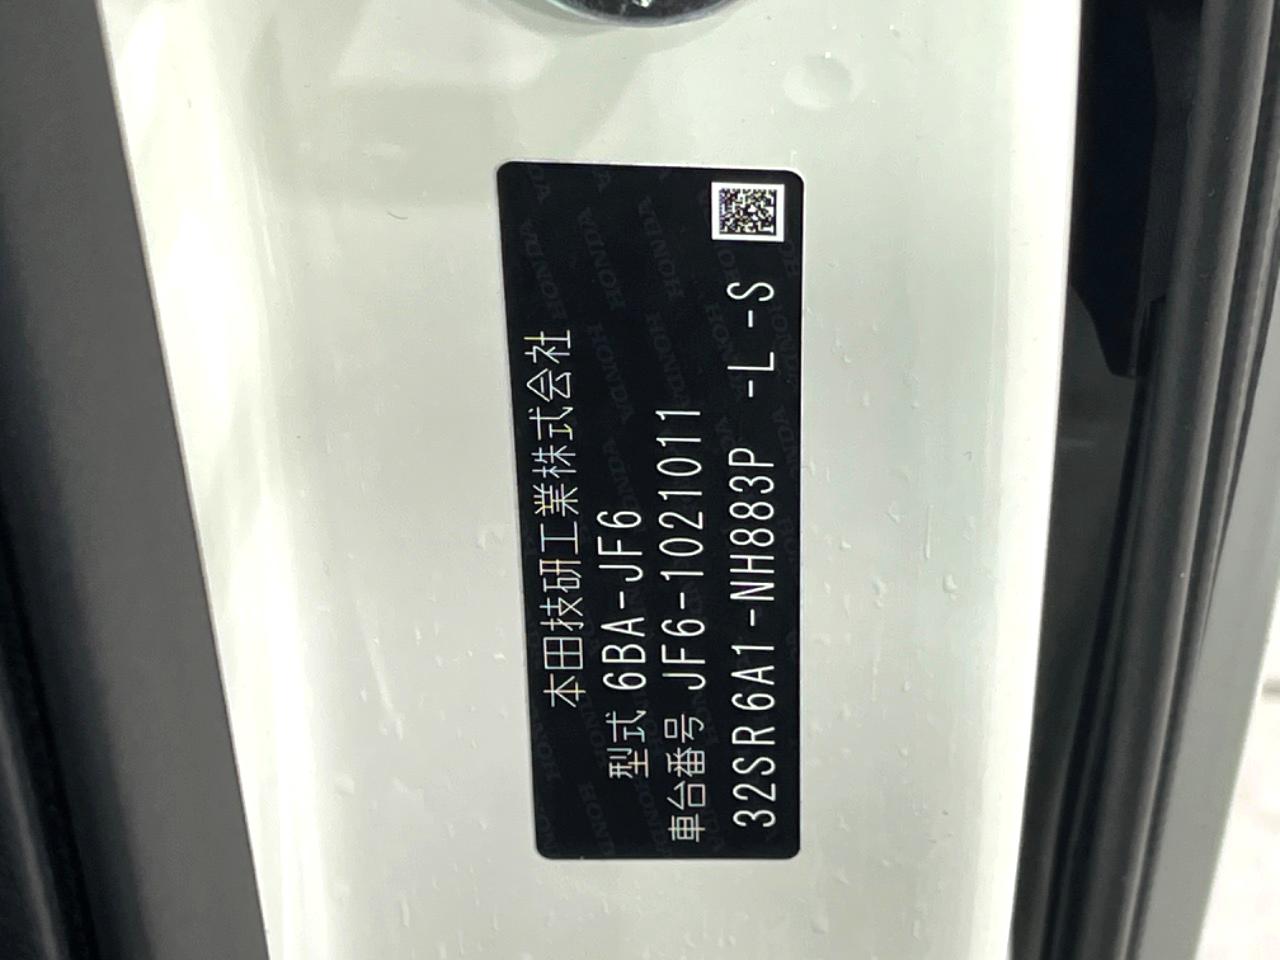 本田技研工業株式会社
型式 6BA-JF6
車台番号 JF6-1021011
32SR6A1-NH883P -L -S